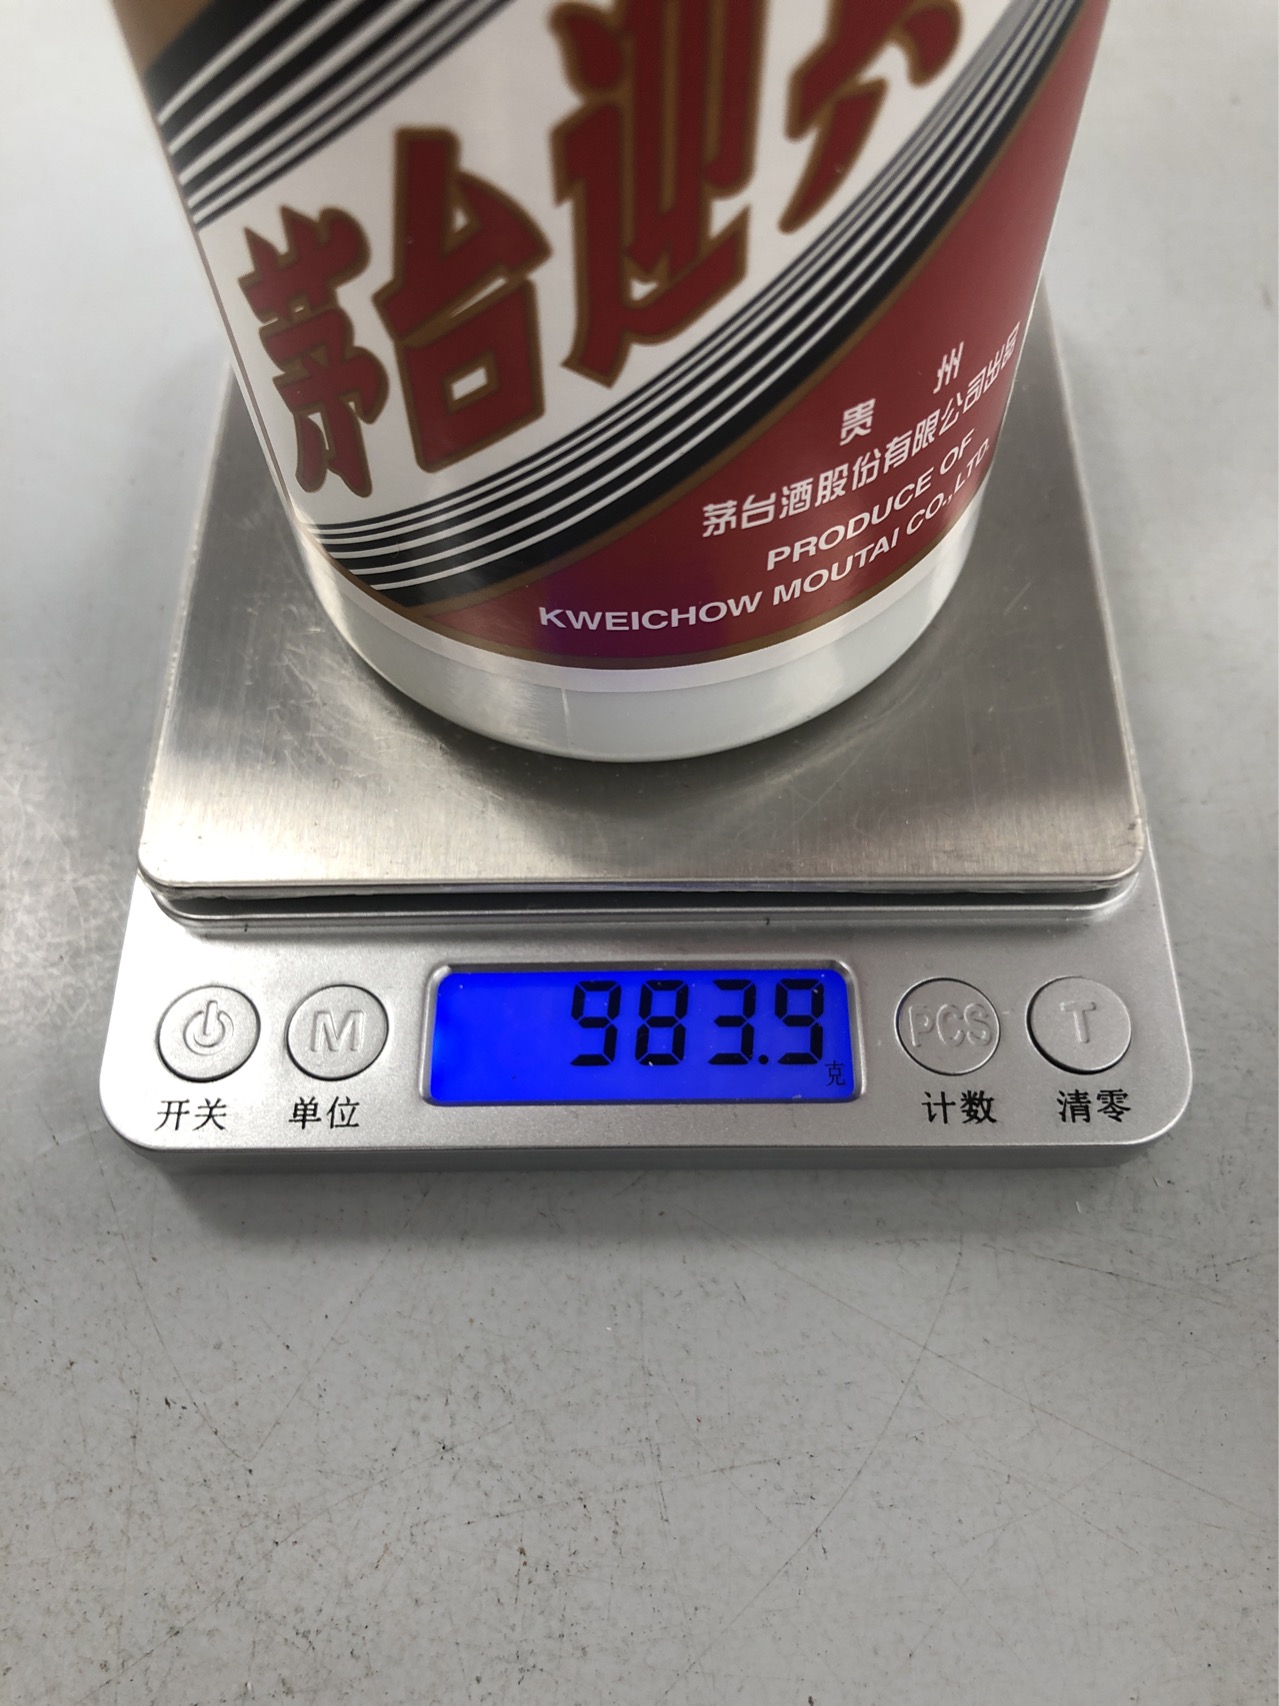 茅台迎
贵 州
茅台酒股份有限公司出品
PRODUCE OF
KWEICHOW MOUTAI CO.,LTD.
983.9
克
M
PCS
T
开关
单位
计数
清零